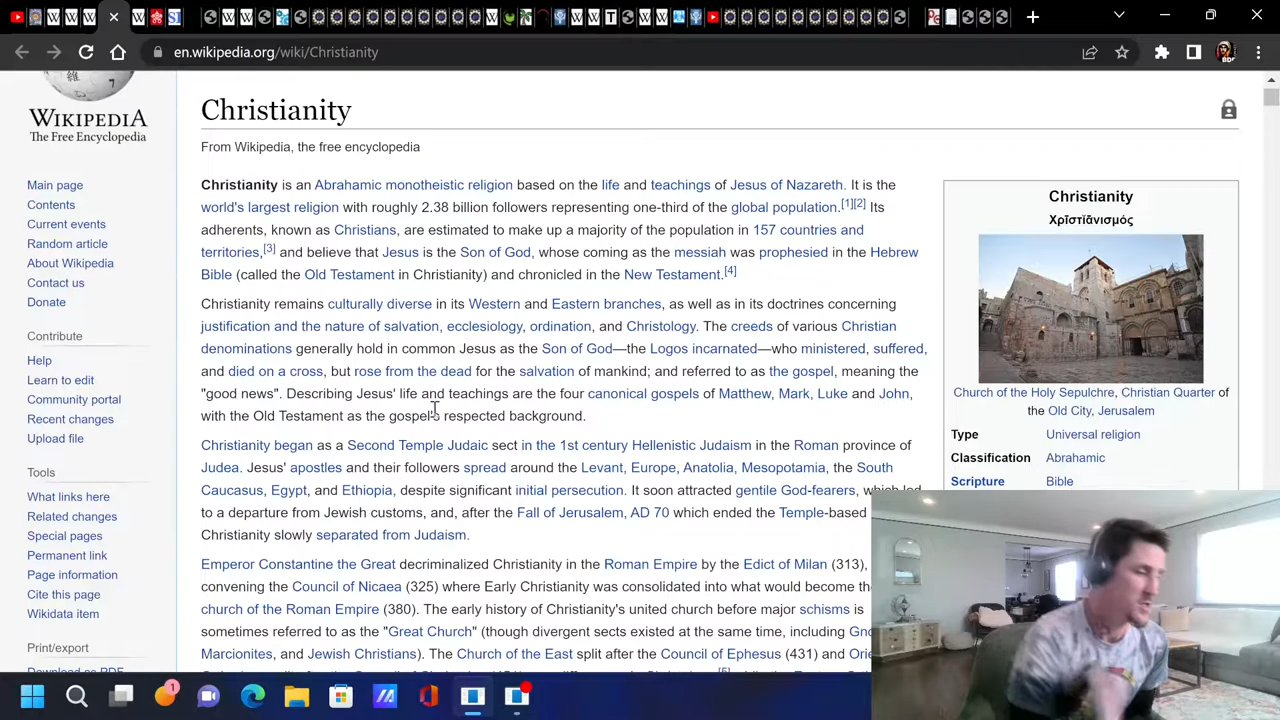 en.wikipedia.org/wiki/Christianity
WIKIPEDIA
The Free Encyclopedia
Main page
Contents
Current events
Random article
About Wikipedia
Contact us
Donate
Contribute
Help
Learn to edit
Community portal
Recent changes
Upload file
Tools
What links here
Related changes
Special pages
Permanent link
Page information
Cite this page
Wikidata item
Print/export
Download as PDF
Christianity
From Wikipedia, the free encyclopedia
Christianity is an Abrahamic monotheistic religion based on the life and teachings of Jesus of Nazareth. It is the
world's largest religion with roughly 2.38 billion followers representing one-third of the global population.[1][2] Its
adherents, known as Christians, are estimated to make up a majority of the population in 157 countries and
territories,[3] and believe that Jesus is the Son of God, whose coming as the messiah was prophesied in the Hebrew
Bible (called the Old Testament in Christianity) and chronicled in the New Testament.[4]
Christianity remains culturally diverse in its Western and Eastern branches, as well as in its doctrines concerning
justification and the nature of salvation, ecclesiology, ordination, and Christology. The creeds of various Christian
denominations generally hold in common Jesus as the Son of God—the Logos incarnated—who ministered, suffered,
and died on a cross, but rose from the dead for the salvation of mankind; and referred to as the gospel, meaning the
"good news". Describing Jesus' life and teachings are the four canonical gospels of Matthew, Mark, Luke and John,
with the Old Testament as the gospel's respected background.
Christianity began as a Second Temple Judaic sect in the 1st century Hellenistic Judaism in the Roman province of
Judea. Jesus' apostles and their followers spread around the Levant, Europe, Anatolia, Mesopotamia, the South
Caucasus, Egypt, and Ethiopia, despite significant initial persecution. It soon attracted gentile God-fearers, which led
to a departure from Jewish customs, and, after the Fall of Jerusalem, AD 70 which ended the Temple-based
Christianity slowly separated from Judaism.
Emperor Constantine the Great decriminalized Christianity in the Roman Empire by the Edict of Milan (313),
convening the Council of Nicaea (325) where Early Christianity was consolidated into what would become the
church of the Roman Empire (380). The early history of Christianity's united church before major schisms is
sometimes referred to as the "Great Church" (though divergent sects existed at the same time, including
Marcionites, and Jewish Christians). The Church of the East split after the Council of Ephesus (431) and
Christianity
Χρῑστῐᾱνισμός
Church of the Holy Sepulchre, Christian Quarter of
the Old City, Jerusalem
Type Universal religion
Classification Abrahamic
Scripture Bible
1
BDF